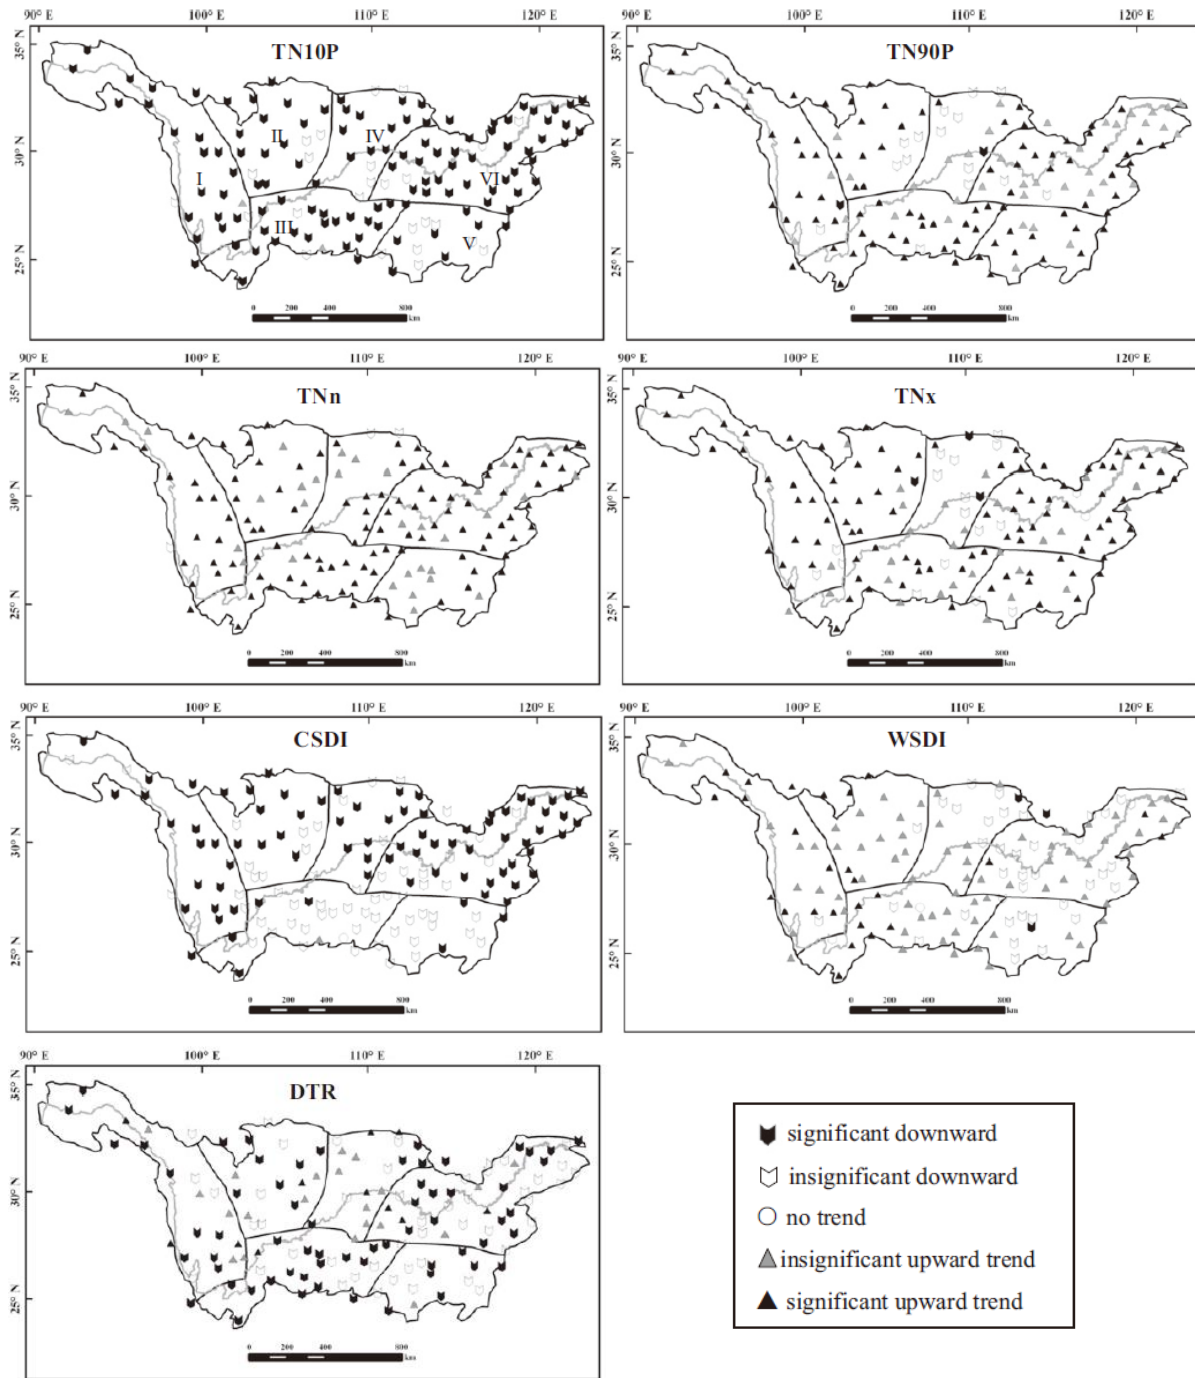 90° E 100° E 110° E 120° E
TN10P
35° N
30° N
25° N
I
II
III
IV
V
VI
0 200 400 800
km
100° E 110° E 120° E
TN90P
35° N
30° N
25° N
0 200 400 800
km
90° E 100° E 110° E 120° E
TNn
35° N
30° N
25° N
0 200 400 800
km
90° E 100° E 110° E 120° E
TNx
35° N
30° N
25° N
0 200 400 800
km
90° E 100° E 110° E 120° E
CSDI
35° N
30° N
25° N
0 200 400 800
km
90° E 100° E 110° E 120° E
WSDI
35° N
30° N
25° N
0 200 400 800
km
90° E 100° E 110° E 120° E
DTR
35° N
30° N
25° N
0 200 400 800
km
significant downward
insignificant downward
no trend
insignificant upward trend
significant upward trend